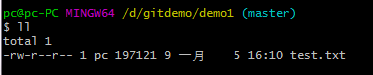 pc@pc-PC MINGW64 /d/gitdemo/demo1 (master)
$ ll
total 1
-rw-r--r-- 1 pc 197121 9 一月 5 16:10 test.txt